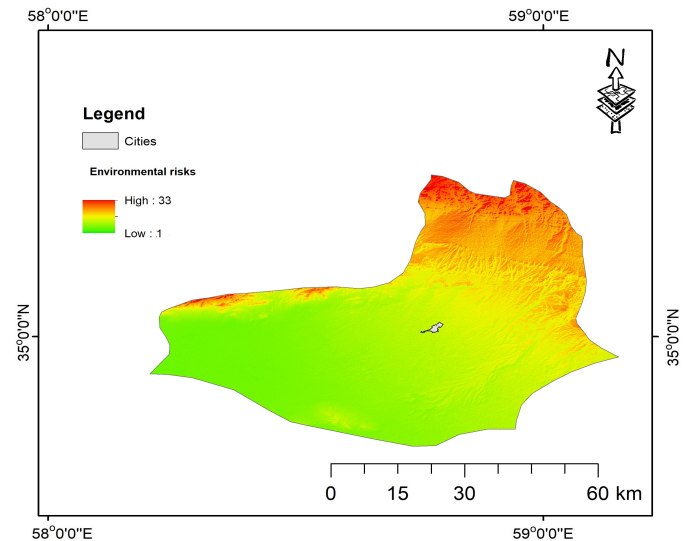 58°0'0"E 59°0'0"E
N
Legend
Cities
Environmental risks
High : 33
Low : 1
35°0'0"N 35°0'0"N
0 15 30 60 km
58°0'0"E 59°0'0"E